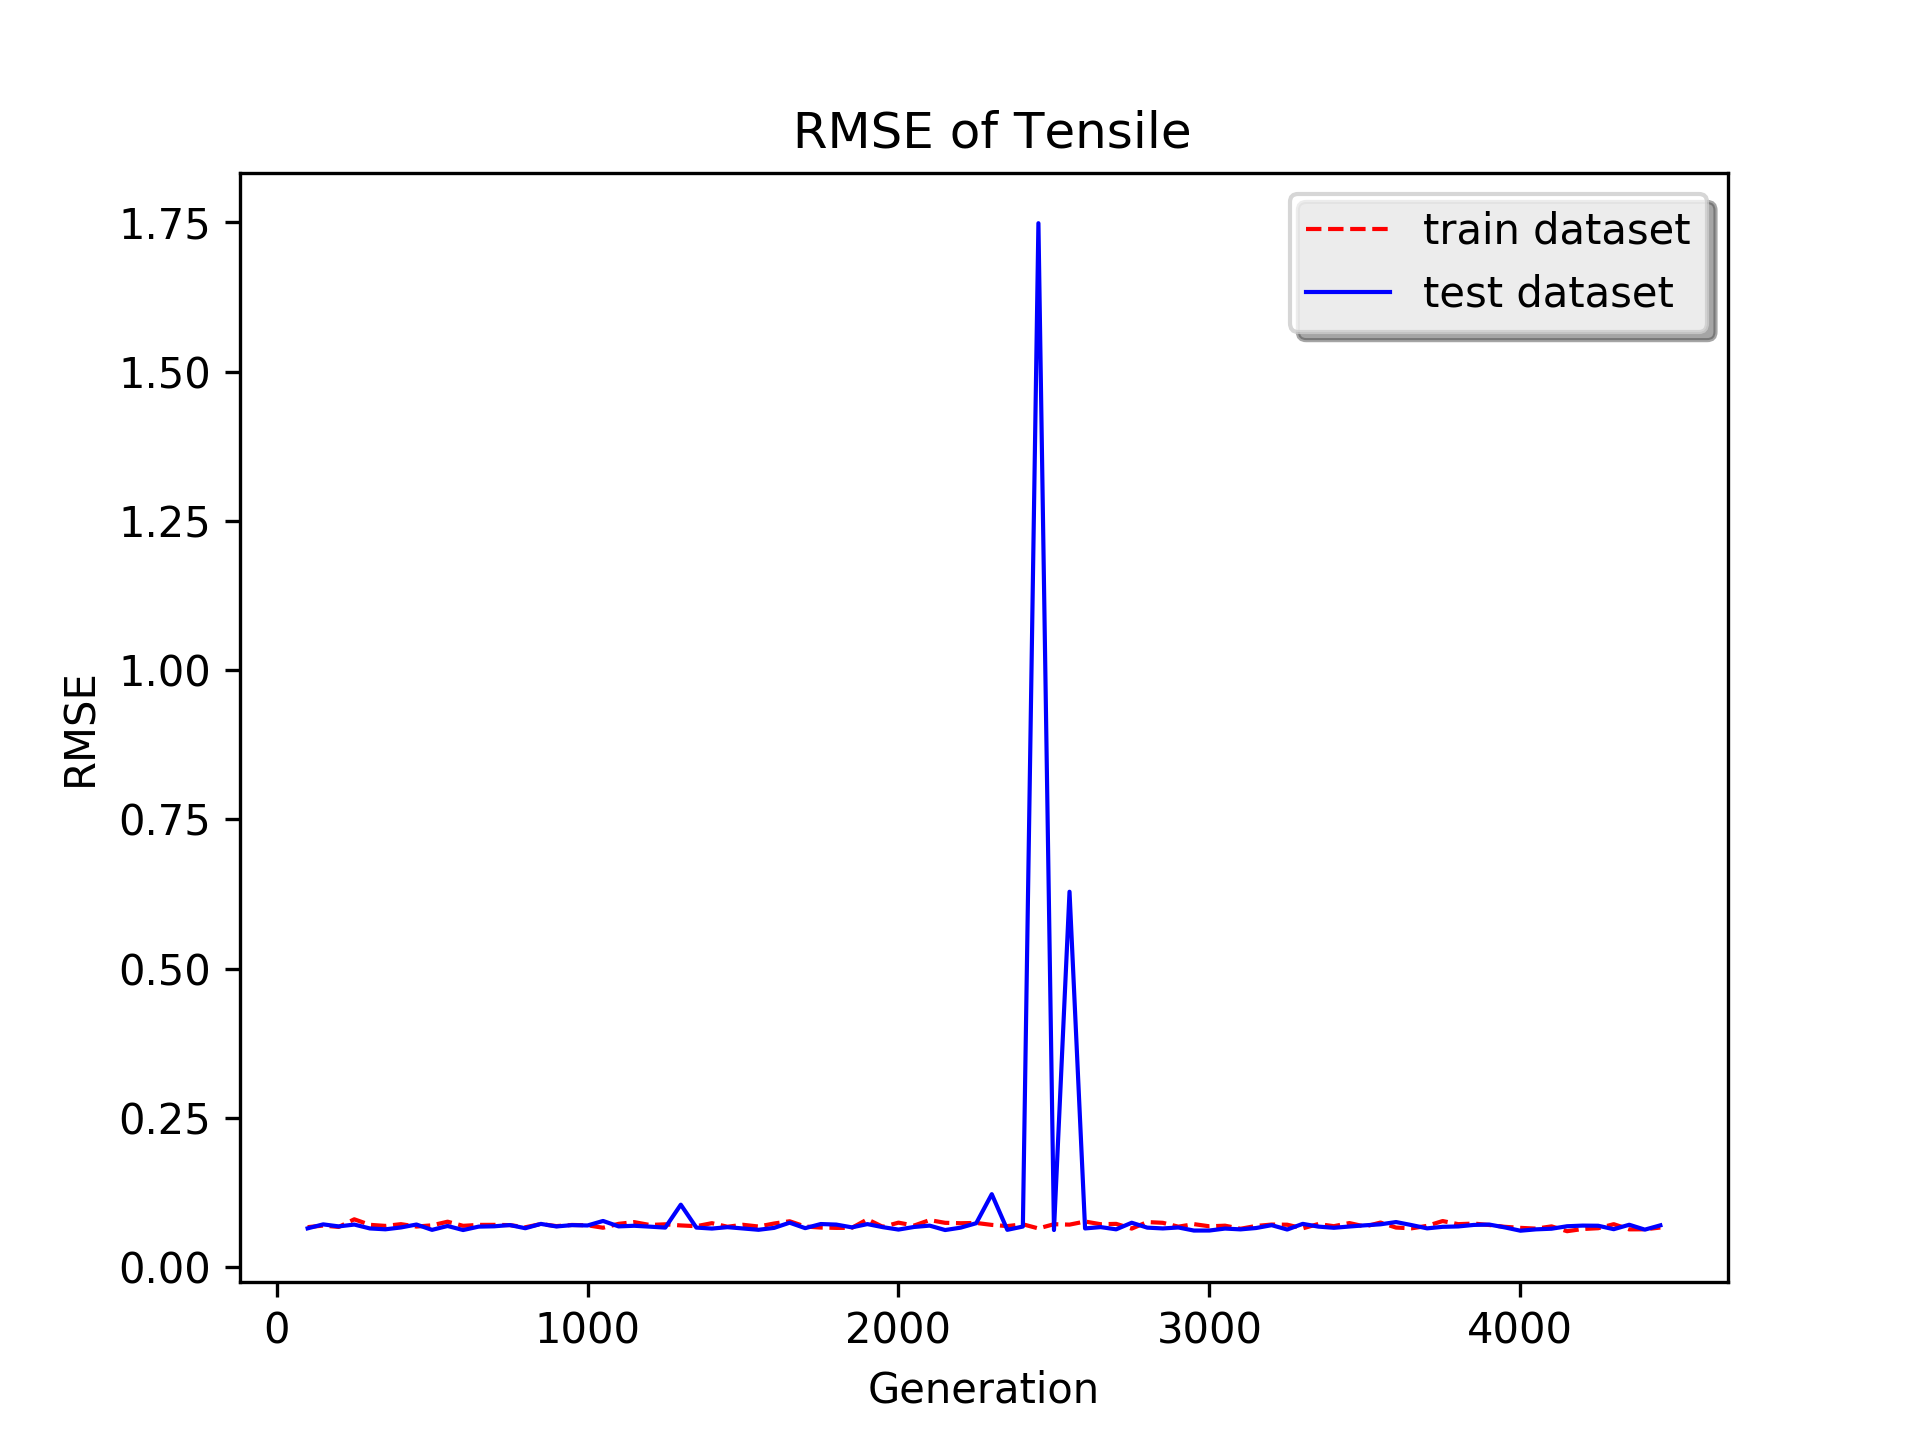 RMSE of Tensile
train dataset
test dataset
1.75
1.50
1.25
1.00
0.75
0.50
0.25
0.00
RMSE
0 1000 2000 3000 4000
Generation